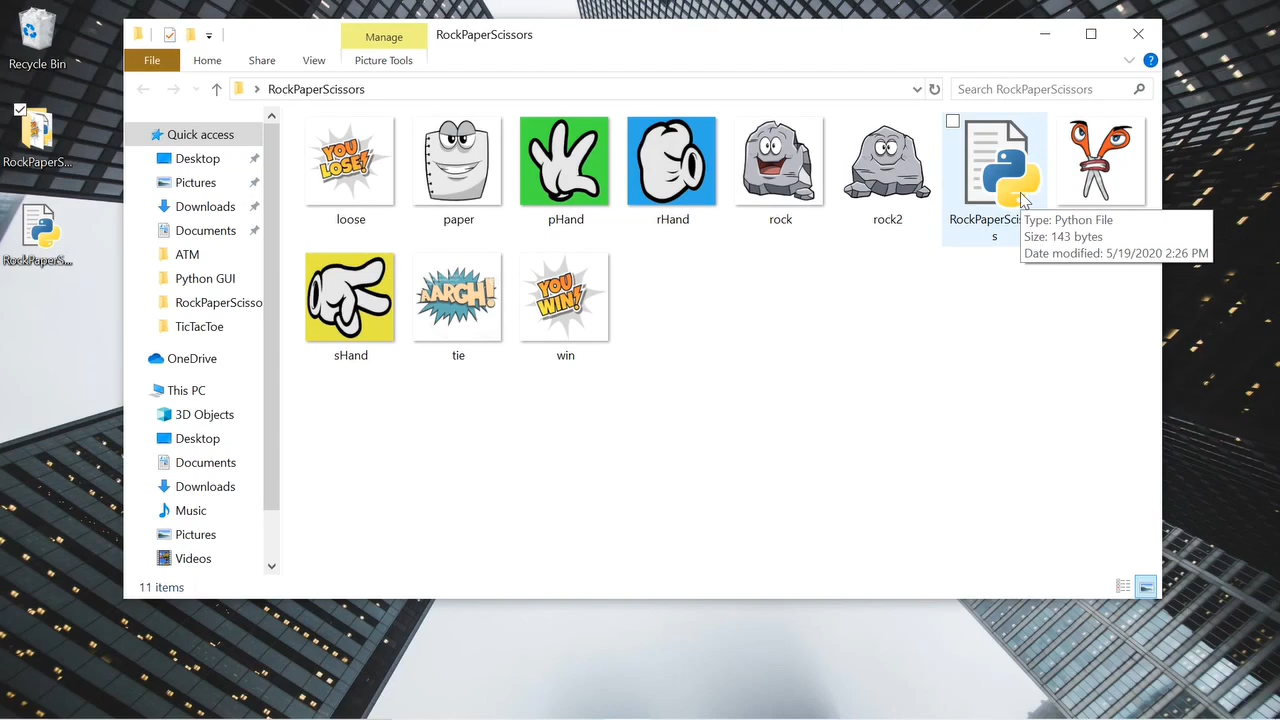 Recycle Bin
RockPaperS...
RockPaperS...
Manage
RockPaperScissors
File
Home
Share
View
Picture Tools
?
RockPaperScissors
Search RockPaperScissors
Quick access
Desktop
Pictures
Downloads
Documents
ATM
Python GUI
RockPaperScisso
TicTacToe
OneDrive
This PC
3D Objects
Desktop
Documents
Downloads
Music
Pictures
Videos
YOU
LOSE!
loose
paper
pHand
rHand
rock
rock2
RockPaperSci
s
Type: Python File
Size: 143 bytes
Date modified: 5/19/2020 2:26 PM
sHand
AARGH!
tie
YOU
WIN!
win
11 items